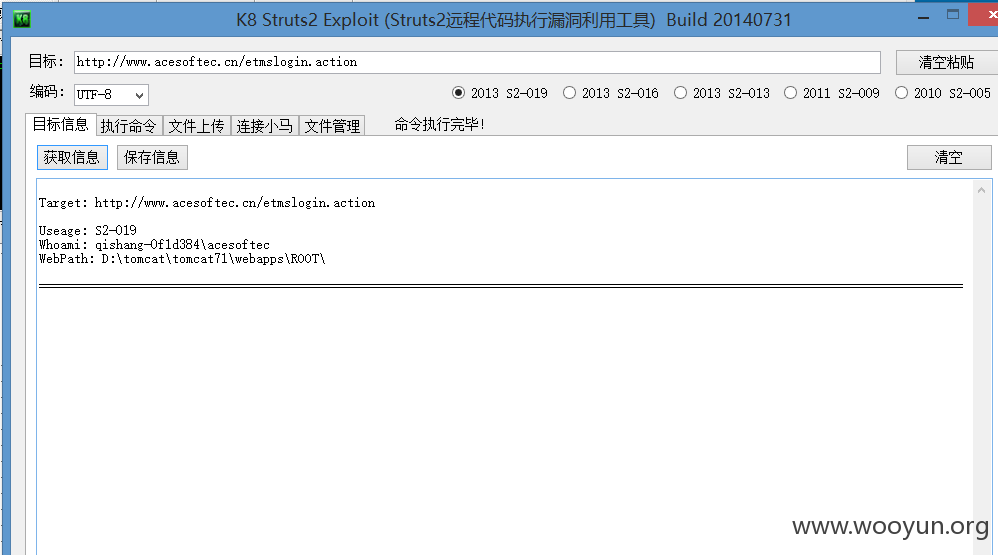 K8 Struts2 Exploit (Struts2远程代码执行漏洞利用工具) Build 20140731
目标: http://www.acesoftec.cn/etmslogin.action 清空粘贴
编码: UTF-8 2013 S2-019 2013 S2-016 2013 S2-013 2011 S2-009 2010 S2-005
目标信息 执行命令 文件上传 连接小马 文件管理 命令执行完毕!
获取信息 保存信息 清空
Target: http://www.acesoftec.cn/etmslogin.action
Useage: S2-019
Whoami: qishang-0f1d384\acesoftec
WebPath: D:\tomcat\tomcat71\webapps\ROOT\
www.wooyun.org